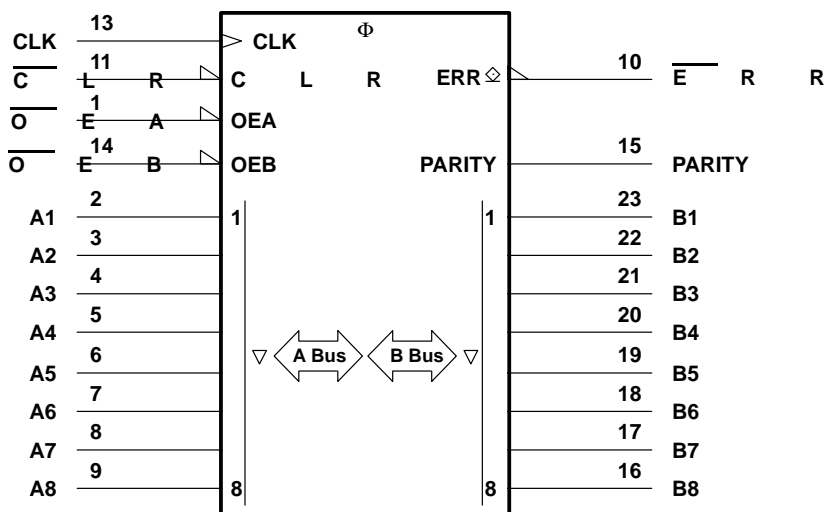 13 Φ
CLK CLK
11 10
C L R C L R ERR E R R
1
O E A OEA
14 15
O E B OEB PARITY PARITY
2 23
A1 1 1 B1
3 22
A2 B2
4 21
A3 B3
5 20
A4 B4
A Bus B Bus
6 19
A5 B5
7 18
A6 B6
8 17
A7 B7
9 16
A8 8 8 B8